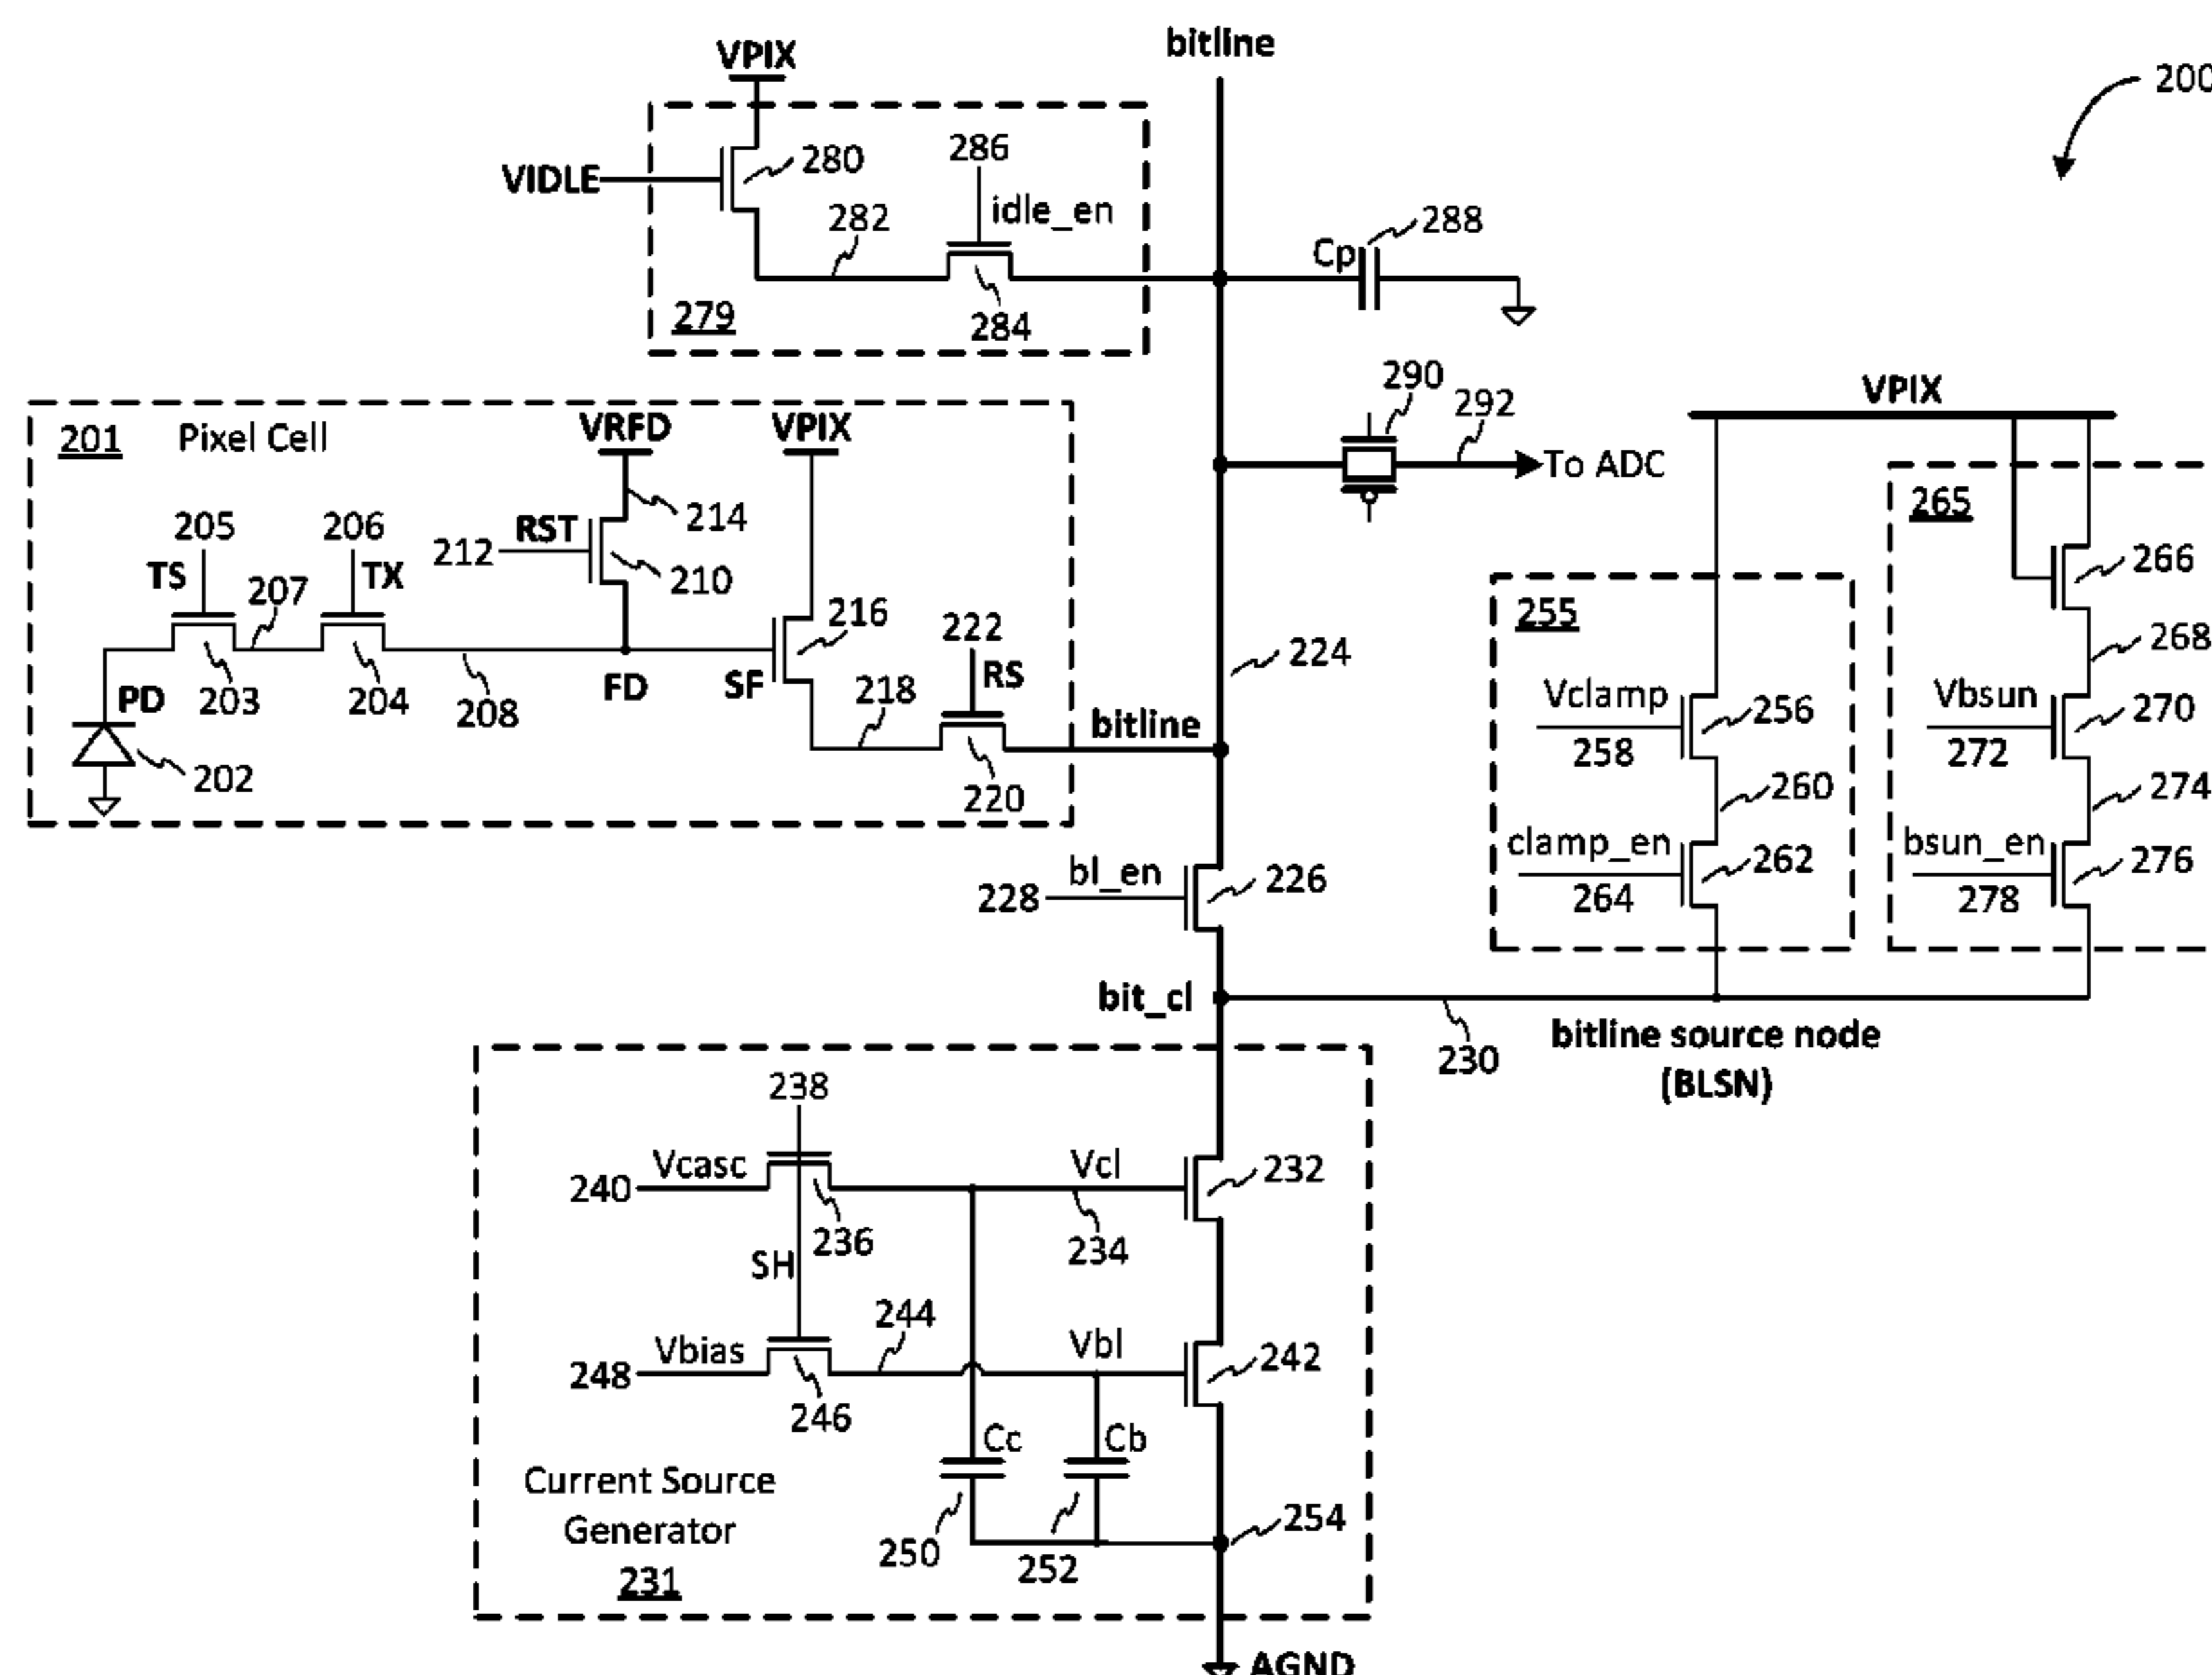 bitline
VPIX
200
280
286
VIDLE
idle_en
282
Cp
288
279
284
290
292
VPIX
201 Pixel Cell
VRFD
VPIX
To ADC
265
205
206
212
RST
214
TS
207
TX
210
266
216
255
222
224
268
RS
PD
203
204
208
FD
SF
218
bitline
Vclamp
256
Vbsun
270
258
272
202
220
260
274
clamp_en
262
bsun_en
276
bl_en
226
228
264
278
bit_cl
bitline source node
(BLSN)
230
238
240
Vcasc
Vcl
232
236
234
SH
244
248
Vbias
Vbl
242
246
Cc
Cb
Current Source
Generator
231
250
252
254
AGND